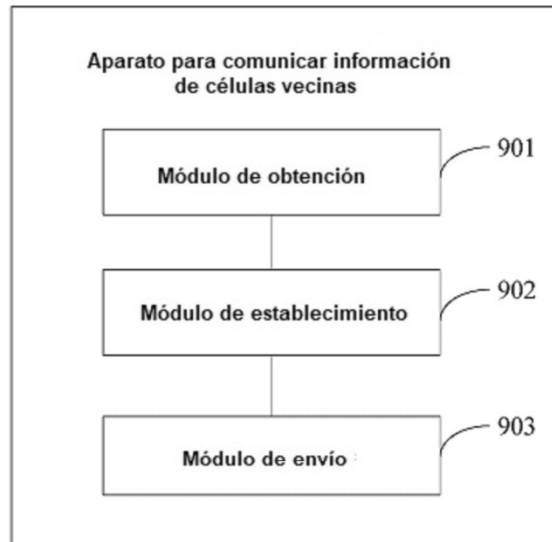 Aparato para comunicar información
de células vecinas
901
Módulo de obtención
902
Módulo de establecimiento
903
Módulo de envío